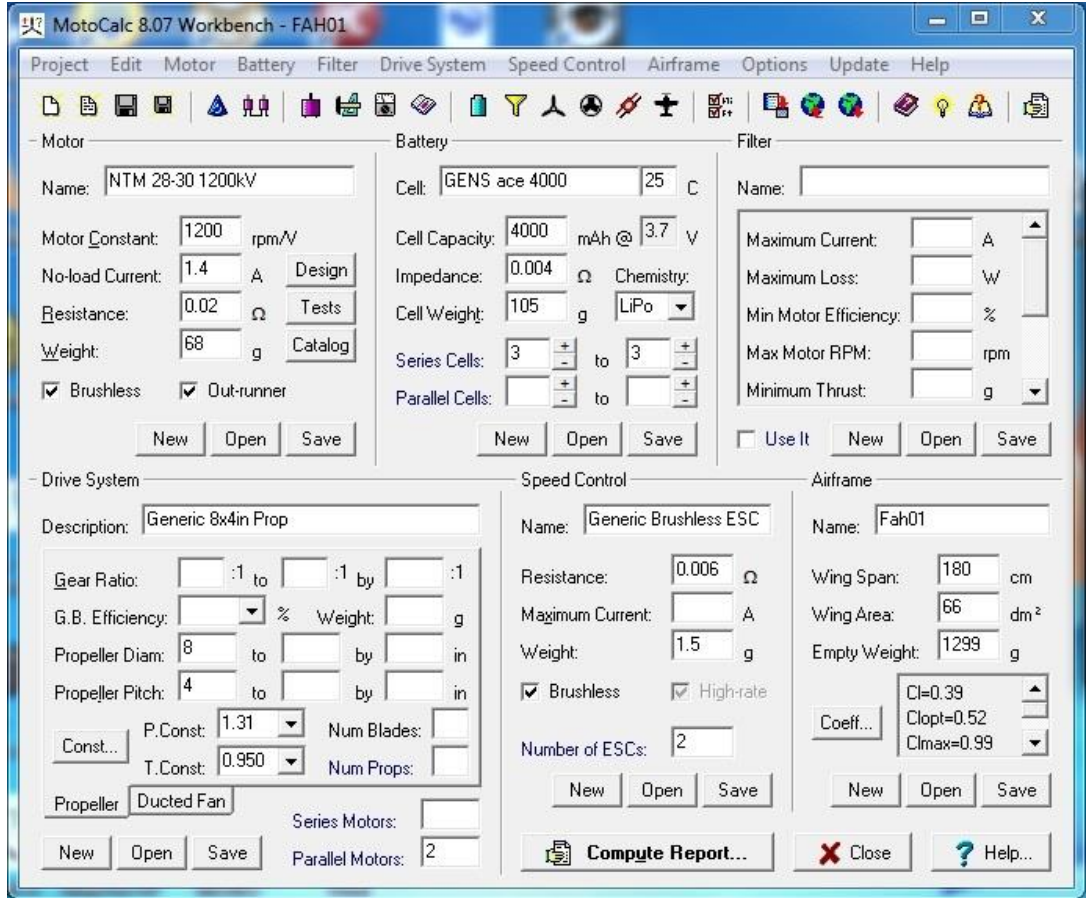 MotoCalc 8.07 Workbench - FAH01
Project Edit Motor Battery Filter Drive System Speed Control Airframe Options Update Help
Motor
Name: NTM 28-30 1200kV
Motor Constant: 1200 rpm/V
No-load Current: 1.4 A Design
Resistance: 0.02 Ω Tests
Weight: 68 g Catalog
Brushless Out-runner
New Open Save
Battery
Cell: GENS ace 4000 25 C
Cell Capacity: 4000 mAh @ 3.7 V
Impedance: 0.004 Ω Chemistry:
Cell Weight: 105 g LiPo
Series Cells: 3 + - to 3 + -
Parallel Cells: + - to + -
New Open Save
Filter
Name:
Maximum Current: A
Maximum Loss: W
Min Motor Efficiency: %
Max Motor RPM: rpm
Minimum Thrust: g
Use It New Open Save
Drive System
Description: Generic 8x4in Prop
Gear Ratio: :1 to :1 by :1
G.B. Efficiency: % Weight: g
Propeller Diam: 8 to by in
Propeller Pitch: 4 to by in
Const... P.Const: 1.31 Num Blades:
T.Const: 0.950 Num Props:
Propeller Ducted Fan
Series Motors:
New Open Save Parallel Motors: 2
Speed Control
Name: Generic Brushless ESC
Resistance: 0.006 Ω
Maximum Current: A
Weight: 1.5 g
Brushless High-rate
Number of ESCs: 2
New Open Save
Airframe
Name: Fah01
Wing Span: 180 cm
Wing Area: 66 dm²
Empty Weight: 1299 g
Coeff... Cl=0.39
Clopt=0.52
Clmax=0.99
New Open Save
Compute Report... Close Help...